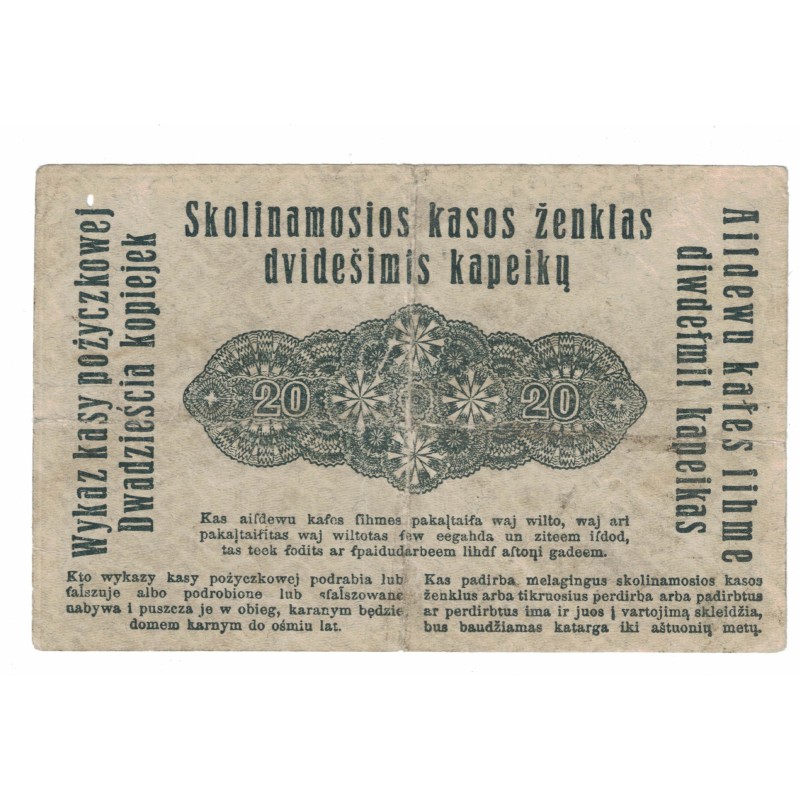 Skolinamosios kasos ženklas
dvidešimis kapeikų
Wykaz kasy pożyczkowej
Dwadzieścia kopiejek
Aiſdewu kaſes ſihme
diwdeſmit kapeikas
20
20
Kas aiſdewu kaſes ſihmes pakaļtaiſa waj wilto, waj ari
pakaļtaiſitas waj wiltotas ſew eegahda un ziteem iſdod,
tas teek ſodits ar ſpaidudarbeem lihdſ aſtoņi gadeem.
Kto wykazy kasy pożyczkowej podrabia lub
fałszuje albo podrobione lub sfałszowane
nabywa i puszcza je w obieg, karanym będzie
domem karnym do ośmiu lat.
Kas padirba melagingus skolinamosios kasos
ženklus arba tikruosius perdirba arba padirbtus
ar perdirbtus ima ir juos į vartojimą skleidžia,
bus baudžiamas katarga iki aštuonių metų.